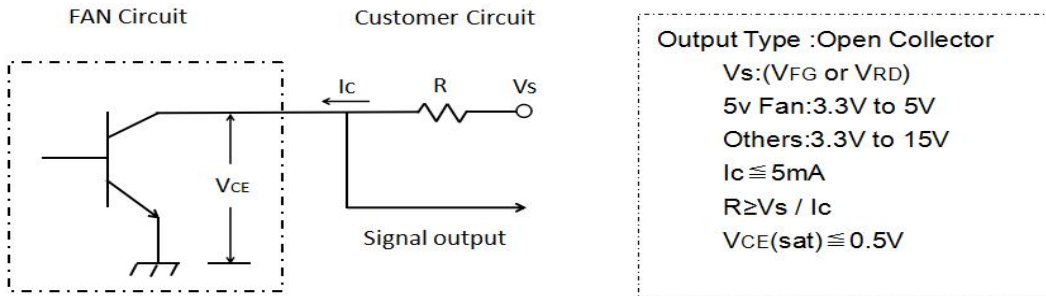 FAN Circuit
Customer Circuit
Ic
R
Vs
VCE
Signal output
Output Type :Open Collector
Vs:(VFG or VRD)
5v Fan:3.3V to 5V
Others:3.3V to 15V
Ic≦5mA
R≥Vs / Ic
VCE(sat)≦0.5V